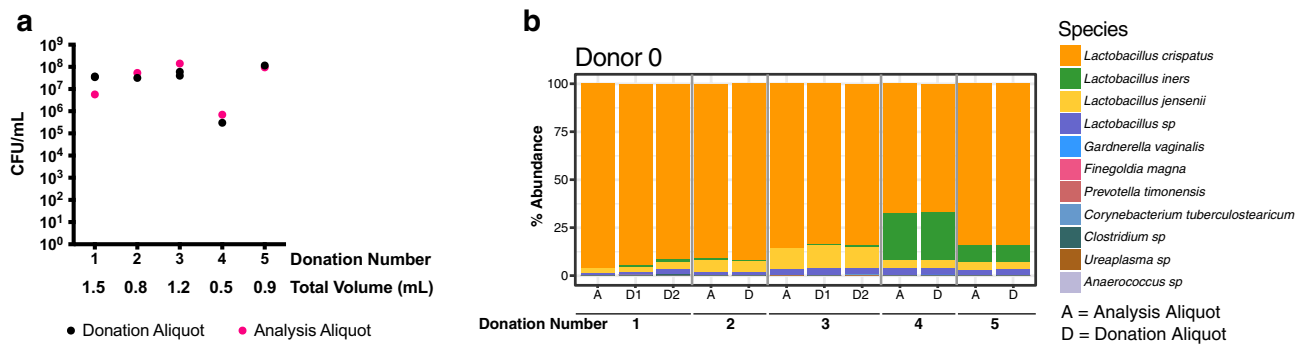 a
CFU/mL
10⁹
10⁸
10⁷
10⁶
10⁵
10⁴
10³
10²
10¹
10⁰
1 2 3 4 5 Donation Number
1.5 0.8 1.2 0.5 0.9 Total Volume (mL)
Donation Aliquot Analysis Aliquot
b
Donor 0
% Abundance
100
75
50
25
0
A D1 D2 A D A D1 D2 A D A D
Donation Number 1 2 3 4 5
Species
Lactobacillus crispatus
Lactobacillus iners
Lactobacillus jensenii
Lactobacillus sp
Gardnerella vaginalis
Finegoldia magna
Prevotella timonensis
Corynebacterium tuberculostearicum
Clostridium sp
Ureaplasma sp
Anaerococcus sp
A = Analysis Aliquot
D = Donation Aliquot